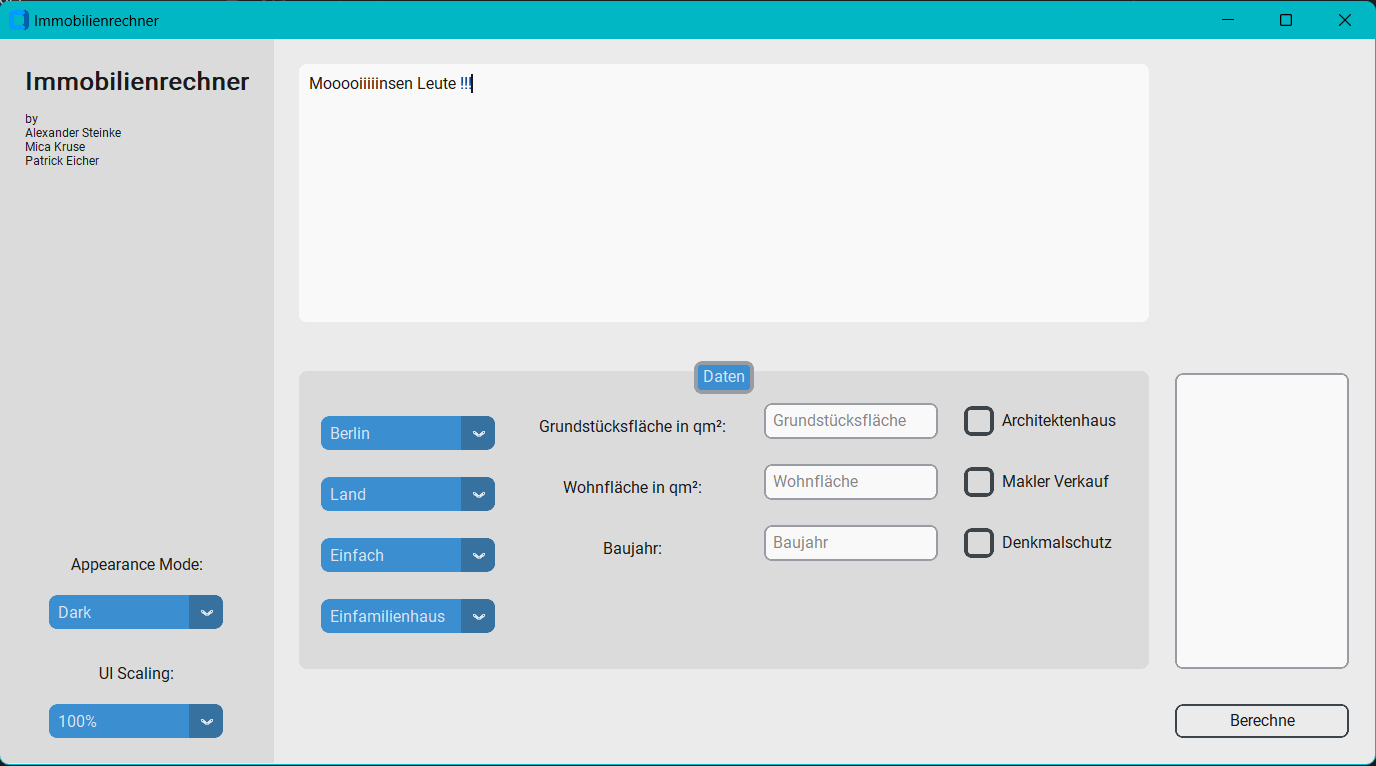 Immobilienrechner
Immobilienrechner
by
Alexander Steinke
Mica Kruse
Patrick Eicher
Appearance Mode:
Dark
UI Scaling:
100%
Mooooiiiiinsen Leute !!!
Daten
Berlin
Land
Einfach
Einfamilienhaus
Grundstücksfläche in qm²:
Grundstücksfläche
Wohnfläche in qm²:
Wohnfläche
Baujahr:
Baujahr
Architektenhaus
Makler Verkauf
Denkmalschutz
Berechne